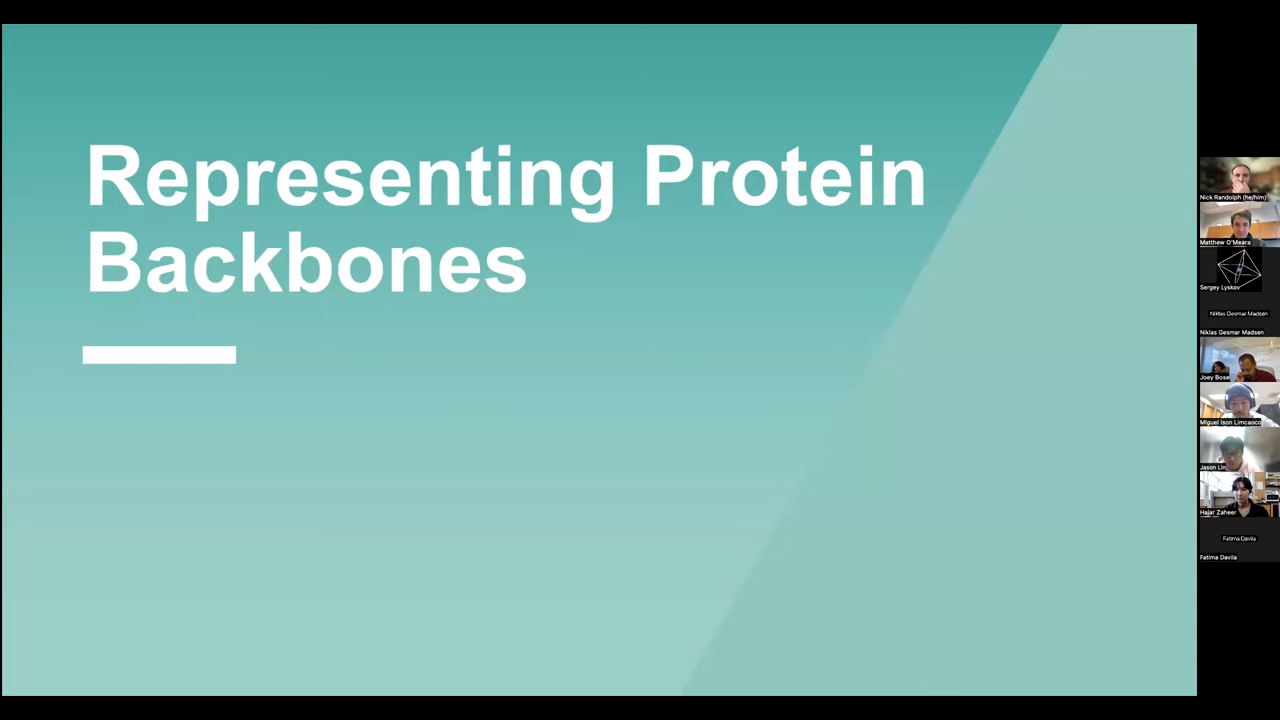 Representing Protein
Backbones
Nick Randolph (he/him)
Matthew O'Meara
Sergey Lyskov
Niklas Gesmar Madsen
Niklas Gesmar Madsen
Joey Bose
Miguel Ison Limcaoco
Jason Lin
Hajar Zaheer
Fatima Davila
Fatima Davila